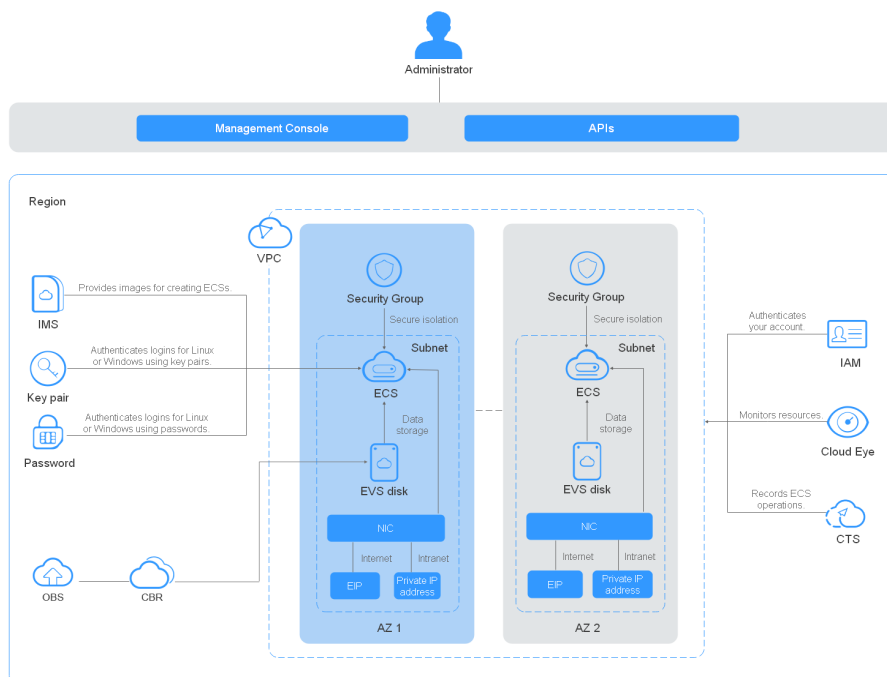 Administrator
Management Console
APIs
Region
VPC
IMS
Provides images for creating ECSs.
Key pair
Authenticates logins for Linux
or Windows using key pairs.
Password
Authenticates logins for Linux
or Windows using passwords.
OBS
CBR
Security Group
Secure isolation
Subnet
ECS
Data
storage
EVS disk
NIC
Internet
Intranet
EIP
Private IP
address
AZ 1
Security Group
Secure isolation
Subnet
ECS
Data
storage
EVS disk
NIC
Internet
Intranet
EIP
Private IP
address
AZ 2
Authenticates
your account.
IAM
Monitors resources.
Cloud Eye
Records ECS
operations.
CTS